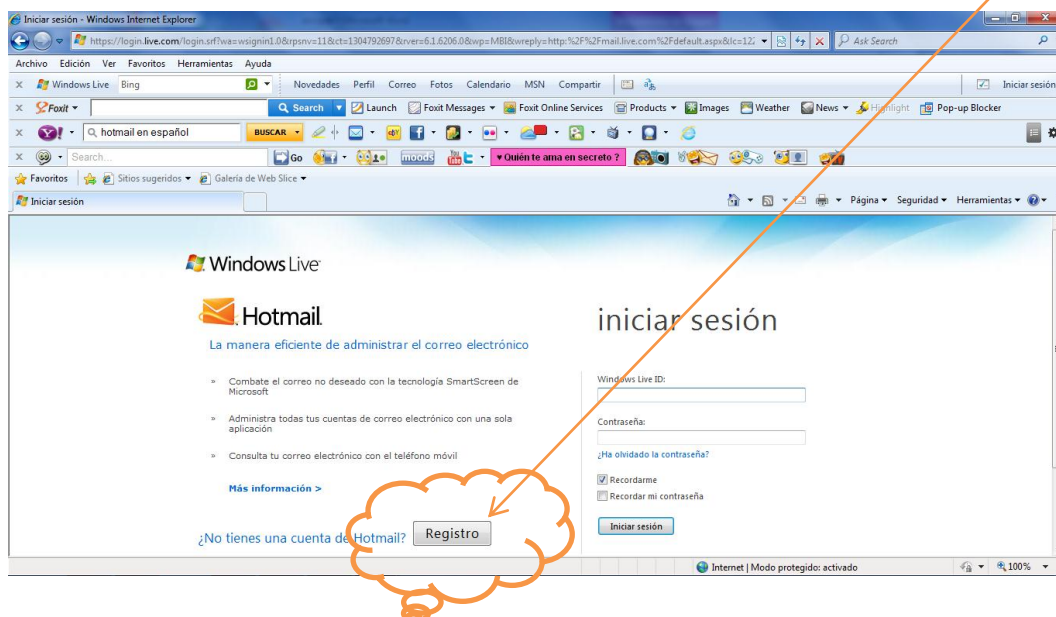 Iniciar sesión - Windows Internet Explorer
https://login.live.com/login.srf?wa=wsignin1.0&rpsnv=11&ct=1304792697&rver=6.1.6206.0&wp=MBI&wreply=http:%2F%2Fmail.live.com%2Fdefault.aspx&lc=122 Ask Search
Archivo Edición Ver Favoritos Herramientas Ayuda
x Windows Live Bing Novedades Perfil Correo Fotos Calendario MSN Compartir Iniciar sesión
x Foxit Search Launch Foxit Messages Foxit Online Services Products Images Weather News Highlight Pop-up Blocker
x Y! hotmail en español BUSCAR eBY
x Search... Go moods Quién te ama en secreto ?
Favoritos Sitios sugeridos Galería de Web Slice
Iniciar sesión Página Seguridad Herramientas
Windows Live
Hotmail
La manera eficiente de administrar el correo electrónico
» Combate el correo no deseado con la tecnología SmartScreen de
Microsoft
» Administra todas tus cuentas de correo electrónico con una sola
aplicación
» Consulta tu correo electrónico con el teléfono móvil
Más información >
¿No tienes una cuenta de Hotmail? Registro
iniciar sesión
Windows Live ID:
Contraseña:
¿Ha olvidado la contraseña?
Recordarme
Recordar mi contraseña
Iniciar sesión
Internet | Modo protegido: activado 100%